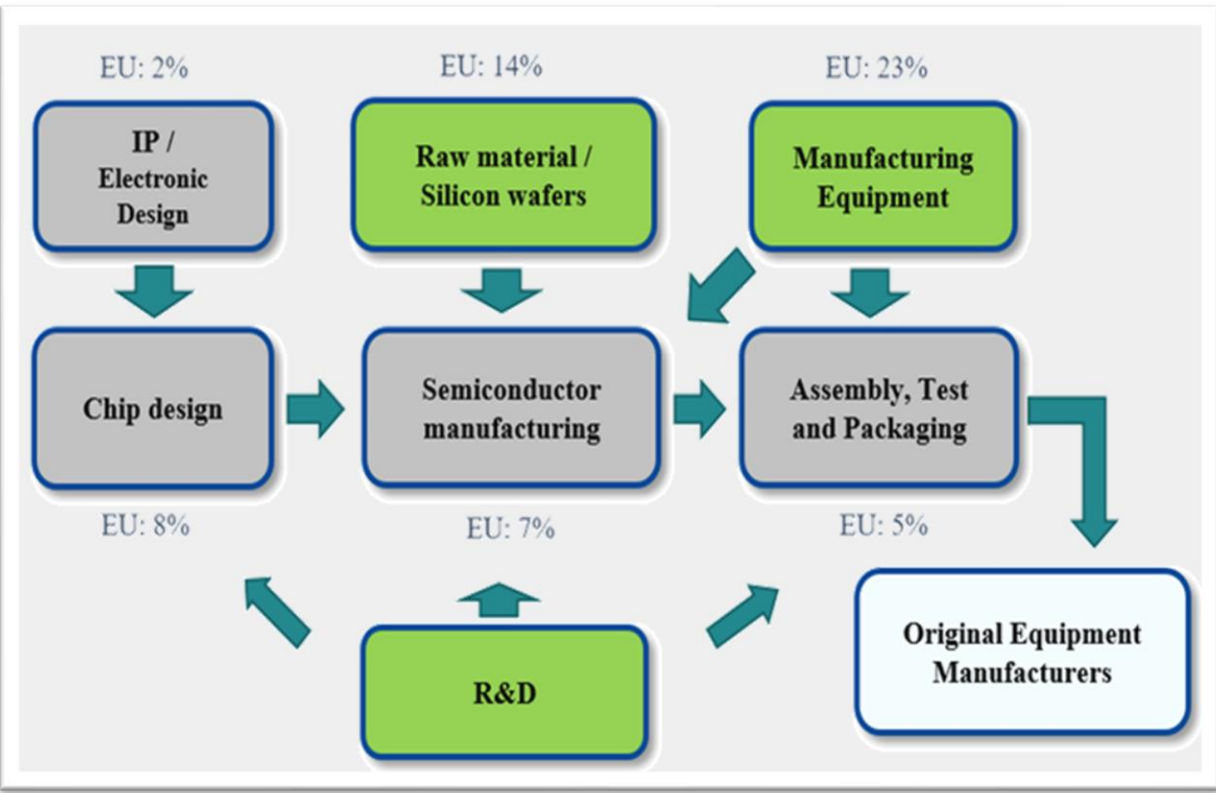 EU: 2%
EU: 14%
EU: 23%
IP /
Electronic
Design
Raw material /
Silicon wafers
Manufacturing
Equipment
Chip design
Semiconductor
manufacturing
Assembly, Test
and Packaging
EU: 8%
EU: 7%
EU: 5%
R&D
Original Equipment
Manufacturers